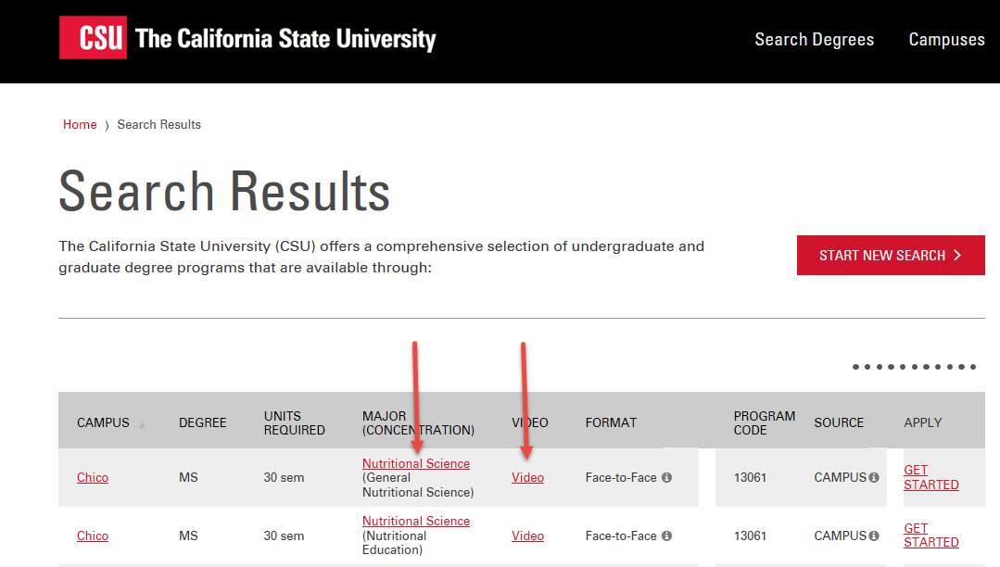 CSU The California State University Search Degrees Campuses
Home ) Search Results
Search Results
The California State University (CSU) offers a comprehensive selection of undergraduate and
graduate degree programs that are available through:
START NEW SEARCH >
CAMPUS DEGREE UNITS REQUIRED MAJOR (CONCENTRATION) VIDEO FORMAT PROGRAM CODE SOURCE APPLY
Chico MS 30 sem Nutritional Science (General Nutritional Science) Video Face-to-Face 13061 CAMPUS GET STARTED
Chico MS 30 sem Nutritional Science (Nutritional Education) Video Face-to-Face 13061 CAMPUS GET STARTED